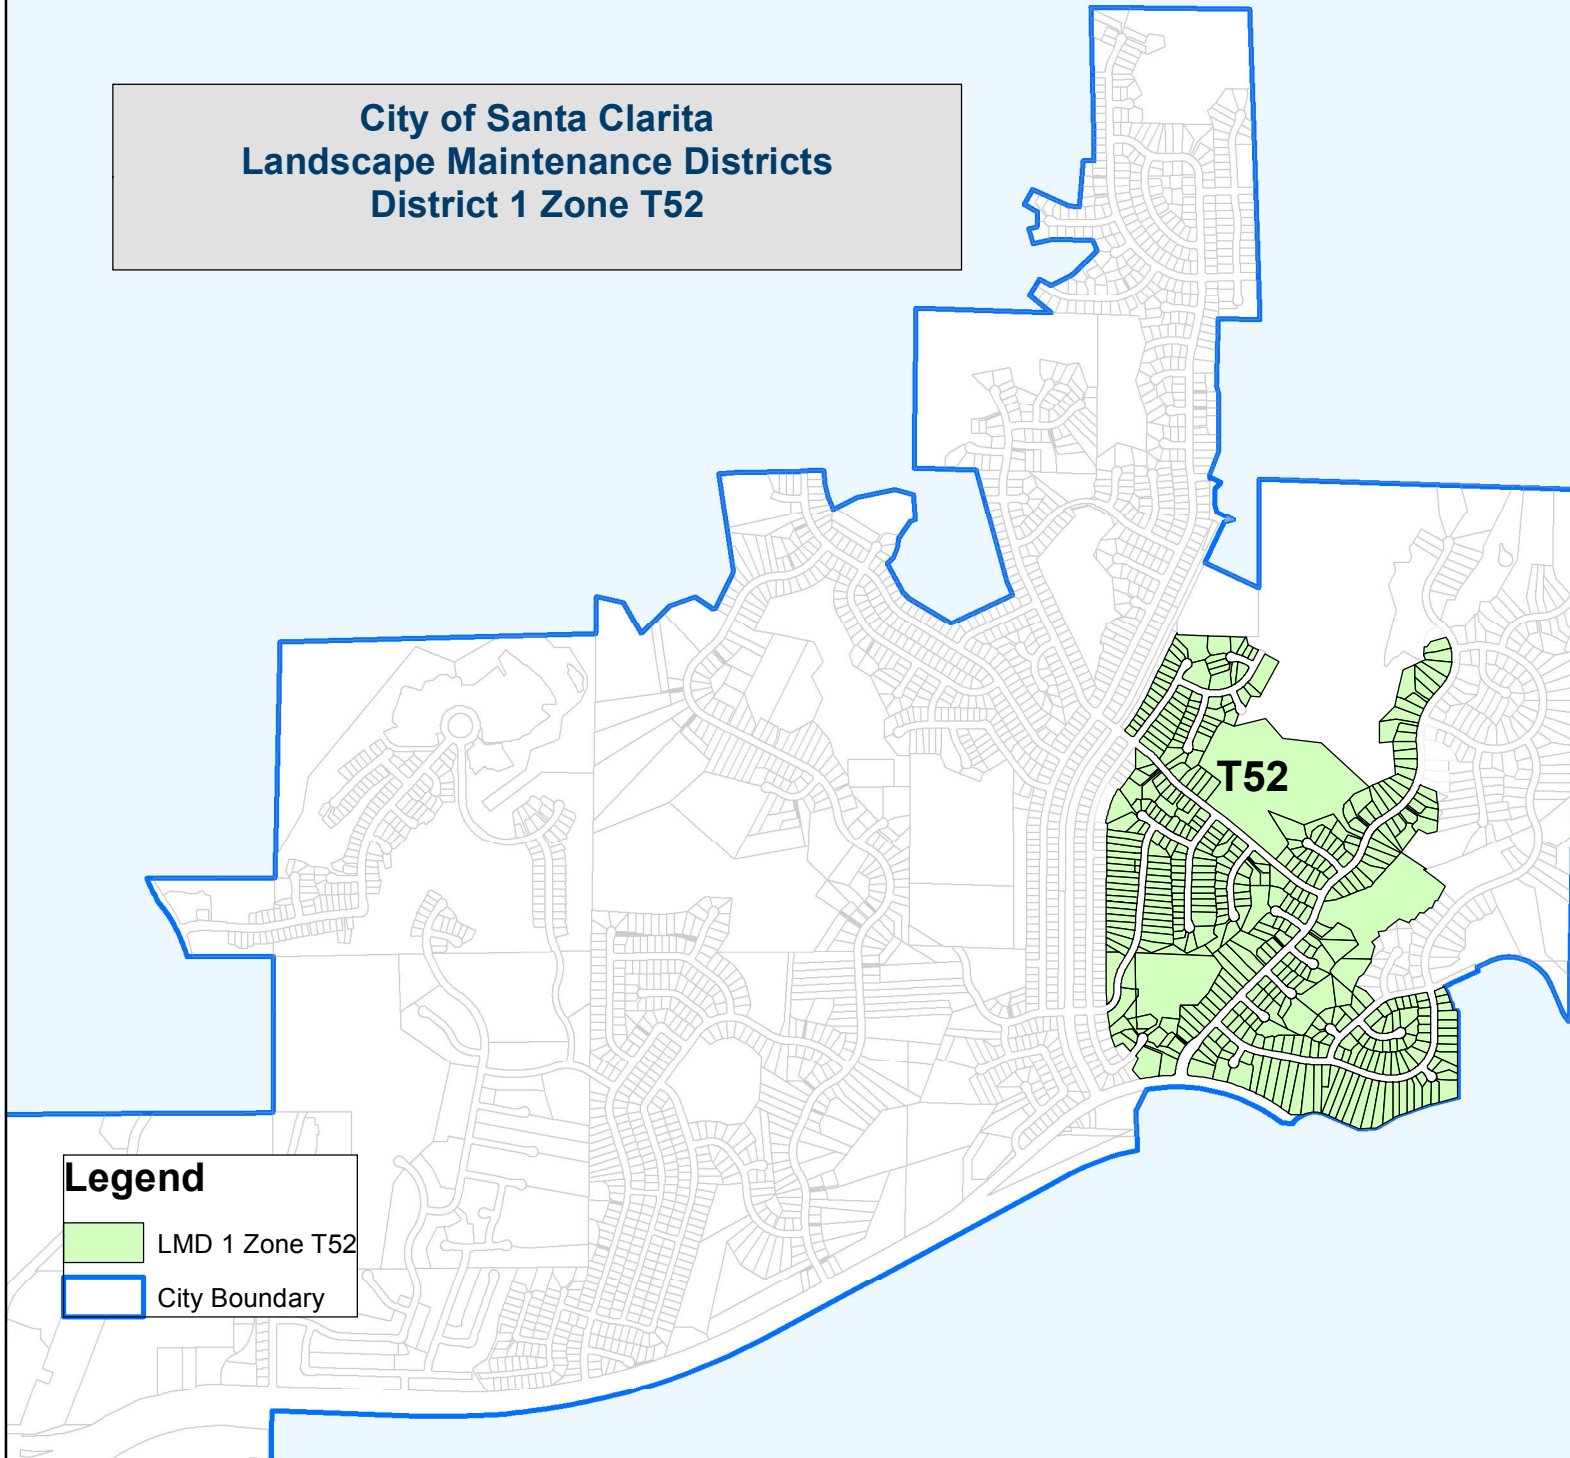 City of Santa Clarita
Landscape Maintenance Districts
District 1 Zone T52
T52
Legend
LMD 1 Zone T52
City Boundary